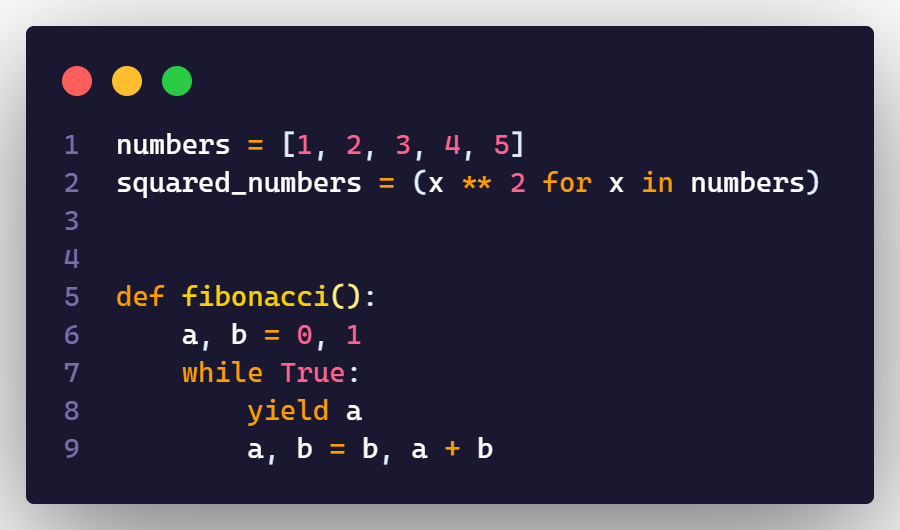 1 numbers = [1, 2, 3, 4, 5]
2 squared_numbers = (x ** 2 for x in numbers)
3
4
5 def fibonacci():
6     a, b = 0, 1
7     while True:
8         yield a
9         a, b = b, a + b